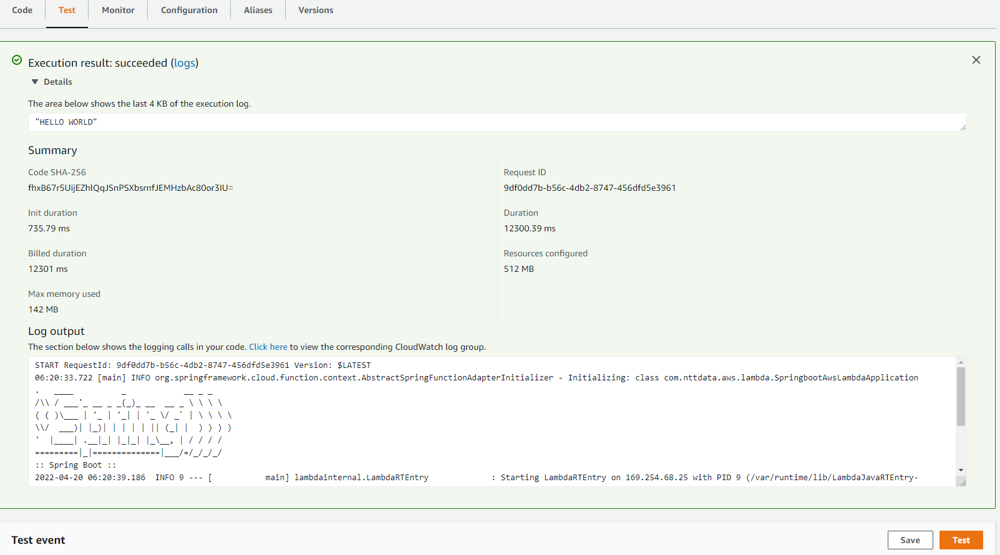 Code Test Monitor Configuration Aliases Versions
Execution result: succeeded (logs)
Details
The area below shows the last 4 KB of the execution log.
"HELLO WORLD"
Summary
Code SHA-256
fhxB67r5UijEZhlQqJSnPSXbsrnfJEMHzbAc80or3IU=
Request ID
9df0dd7b-b56c-4db2-8747-456dfd5e3961
Init duration
735.79 ms
Duration
12300.39 ms
Billed duration
12301 ms
Resources configured
512 MB
Max memory used
142 MB
Log output
The section below shows the logging calls in your code. Click here to view the corresponding CloudWatch log group.
START RequestId: 9df0dd7b-b56c-4db2-8747-456dfd5e3961 Version: $LATEST
06:20:33.722 [main] INFO org.springframework.cloud.function.context.AbstractSpringFunctionAdapterInitializer - Initializing: class com.nttdata.aws.lambda.SpringbootAwsLambdaApplication
.   ____          _            __ _ _
/\\ / ___'_ __ _ _(_)_ __  __ _ \ \ \ \
( ( )\___ | '_ | '_| | '_ \/ _` | \ \ \ \
\\/  ___)| |_)| | | | | || (_| |  ) ) ) )
'  |____| .__|_| |_|_| |_\__, | / / / /
=========|_|==============|___/=/_/_/_/
:: Spring Boot ::
2022-04-20 06:20:39.186  INFO 9 --- [           main] lambdainternal.LambdaRTEntry             : Starting LambdaRTEntry on 169.254.68.25 with PID 9 (/var/runtime/lib/LambdaJavaRTEntry-
Test event
Save
Test